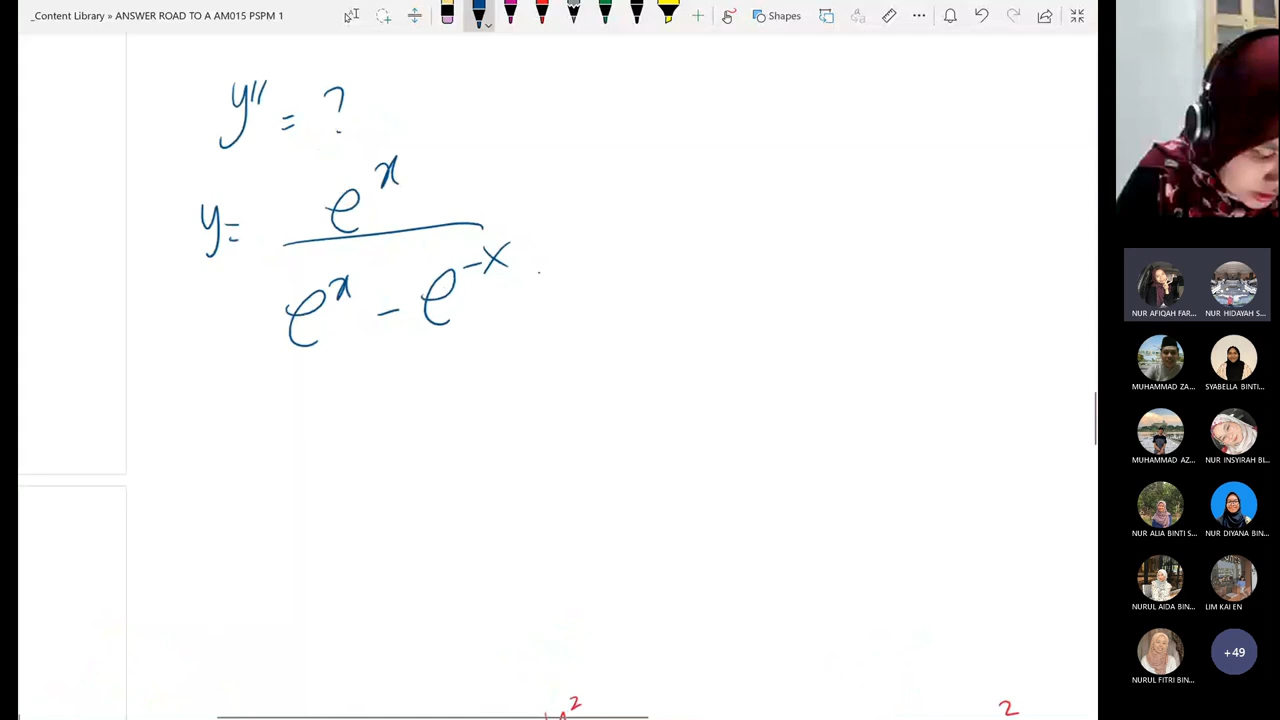 _Content Library » ANSWER ROAD TO A AM015 PSPM 1
Shapes
y'' = ?
y = e^x / (e^x - e^-x)
NUR AFIQAH FAR...
NUR HIDAYAH S...
MUHAMMAD ZA...
SYABELLA BINTI...
MUHAMMAD AZ...
NUR INSYIRAH BI...
NUR ALIA BINTI S...
NUR DIYANA BIN...
NURUL AIDA BIN...
LIM KAI EN
NURUL FITRI BIN...
+49
2
2